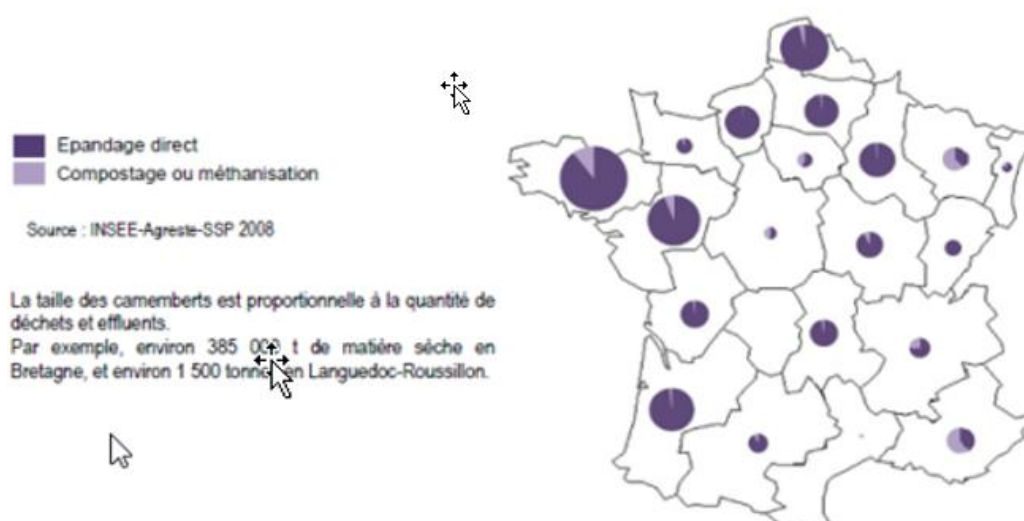 Epandage direct
Compostage ou méthanisation
Source : INSEE-Agreste-SSP 2008
La taille des camemberts est proportionnelle à la quantité de
déchets et effluents.
Par exemple, environ 385 000 t de matière sèche en
Bretagne, et environ 1 500 tonnes en Languedoc-Roussillon.